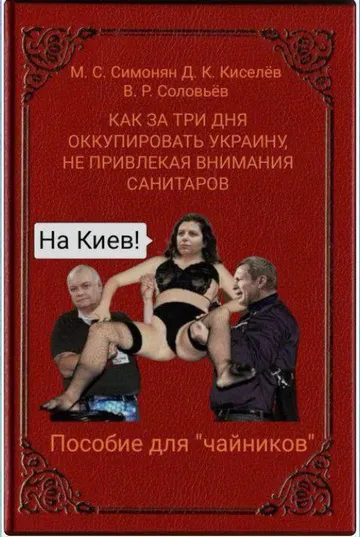 М. С. Симонян Д. К. Киселёв
В. Р. Соловьёв
КАК ЗА ТРИ ДНЯ
ОККУПИРОВАТЬ УКРАИНУ,
НЕ ПРИВЛЕКАЯ ВНИМАНИЯ
САНИТАРОВ
На Киев!
Пособие для "чайников"